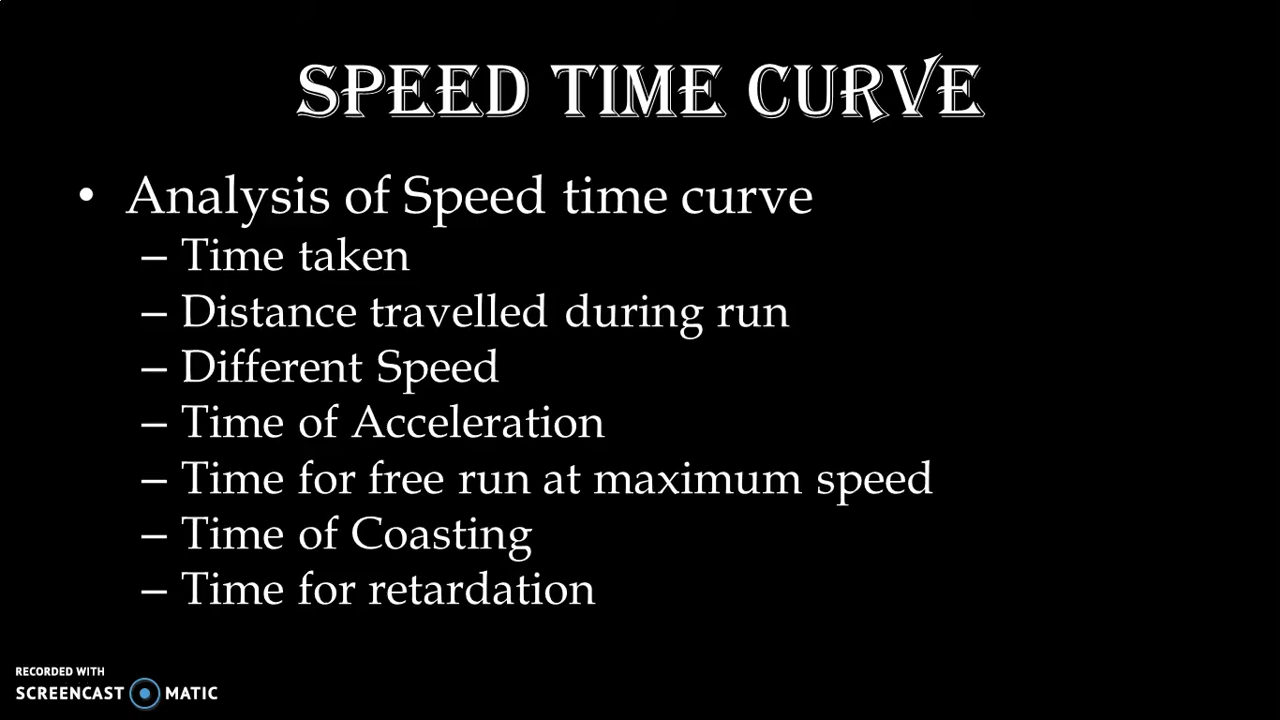 SPEED TIME CURVE
• Analysis of Speed time curve
– Time taken
– Distance travelled during run
– Different Speed
– Time of Acceleration
– Time for free run at maximum speed
– Time of Coasting
– Time for retardation
RECORDED WITH
SCREENCAST MATIC